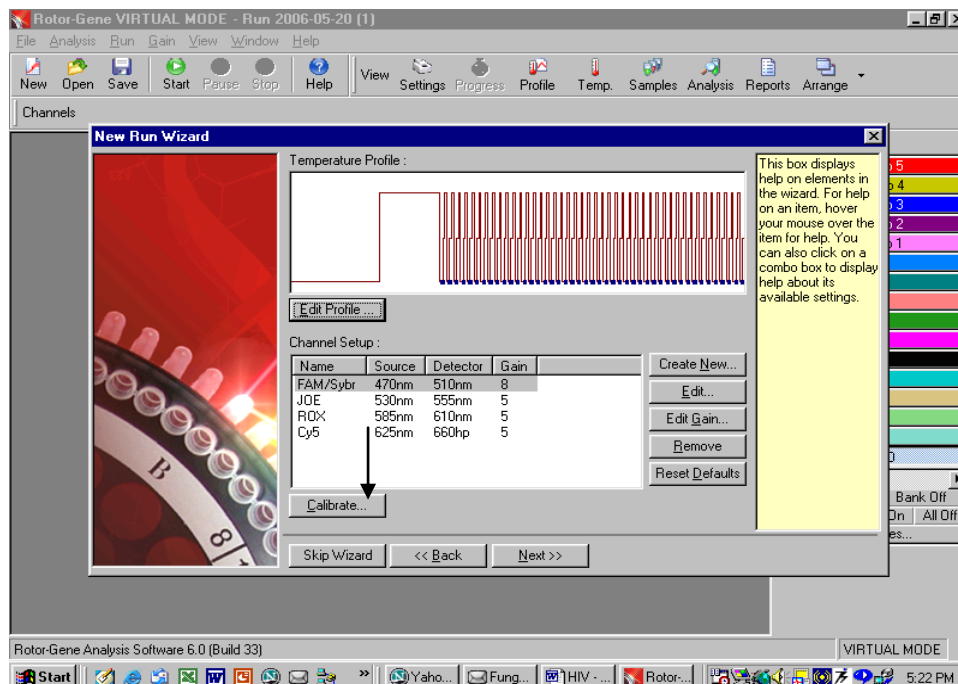 Rotor-Gene VIRTUAL MODE - Run 2006-05-20 (1)
File Analysis Run Gain View Window Help
New Open Save Start Pause Stop Help View Settings Progress Profile Temp. Samples Analysis Reports Arrange
Channels
New Run Wizard
Temperature Profile :
Edit Profile ...
Channel Setup :
Name Source Detector Gain
FAM/Sybr 470nm 510nm 8
JOE 530nm 555nm 5
ROX 585nm 610nm 5
Cy5 625nm 660hp 5
Create New...
Edit...
Edit Gain...
Remove
Reset Defaults
Calibrate...
Skip Wizard << Back Next >>
This box displays
help on elements in
the wizard. For help
on an item, hover
your mouse over the
item for help. You
can also click on a
combo box to display
help about its
available settings.
B
8
5
4
3
2
1
Bank Off
On All Off
es...
Rotor-Gene Analysis Software 6.0 (Build 33) VIRTUAL MODE
Start » Yaho... Fung... HIV - ... Rotor-... 5:22 PM